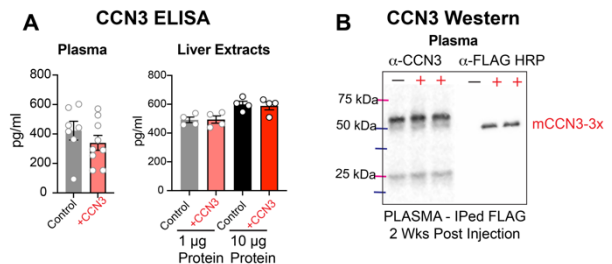 A
CCN3 ELISA
Plasma
Liver Extracts
pg/ml
800
600
400
200
0
Control
+CCN3
pg/ml
800
600
400
200
0
Control
+CCN3
Control
+CCN3
1 µg
Protein
10 µg
Protein
B
CCN3 Western
Plasma
α-CCN3
α-FLAG HRP
– + + – + +
75 kDa
50 kDa
25 kDa
mCCN3-3x
PLASMA - IPed FLAG
2 Wks Post Injection